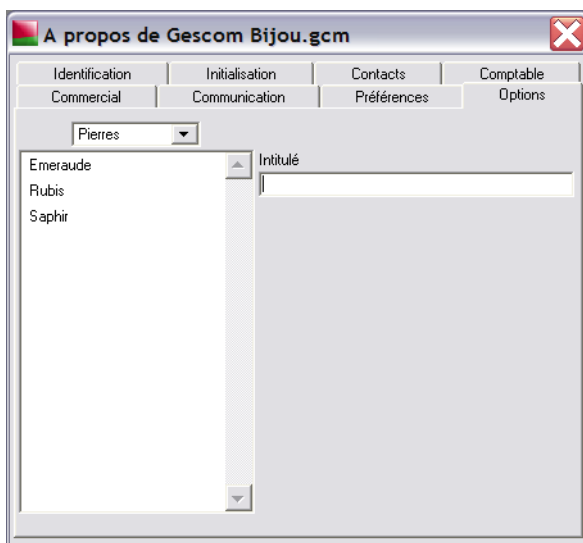 A propos de Gescom Bijou.gcm
Identification Initialisation Contacts Comptable
Commercial Communication Préférences Options
Pierres
Intitulé
Emeraude
Rubis
Saphir